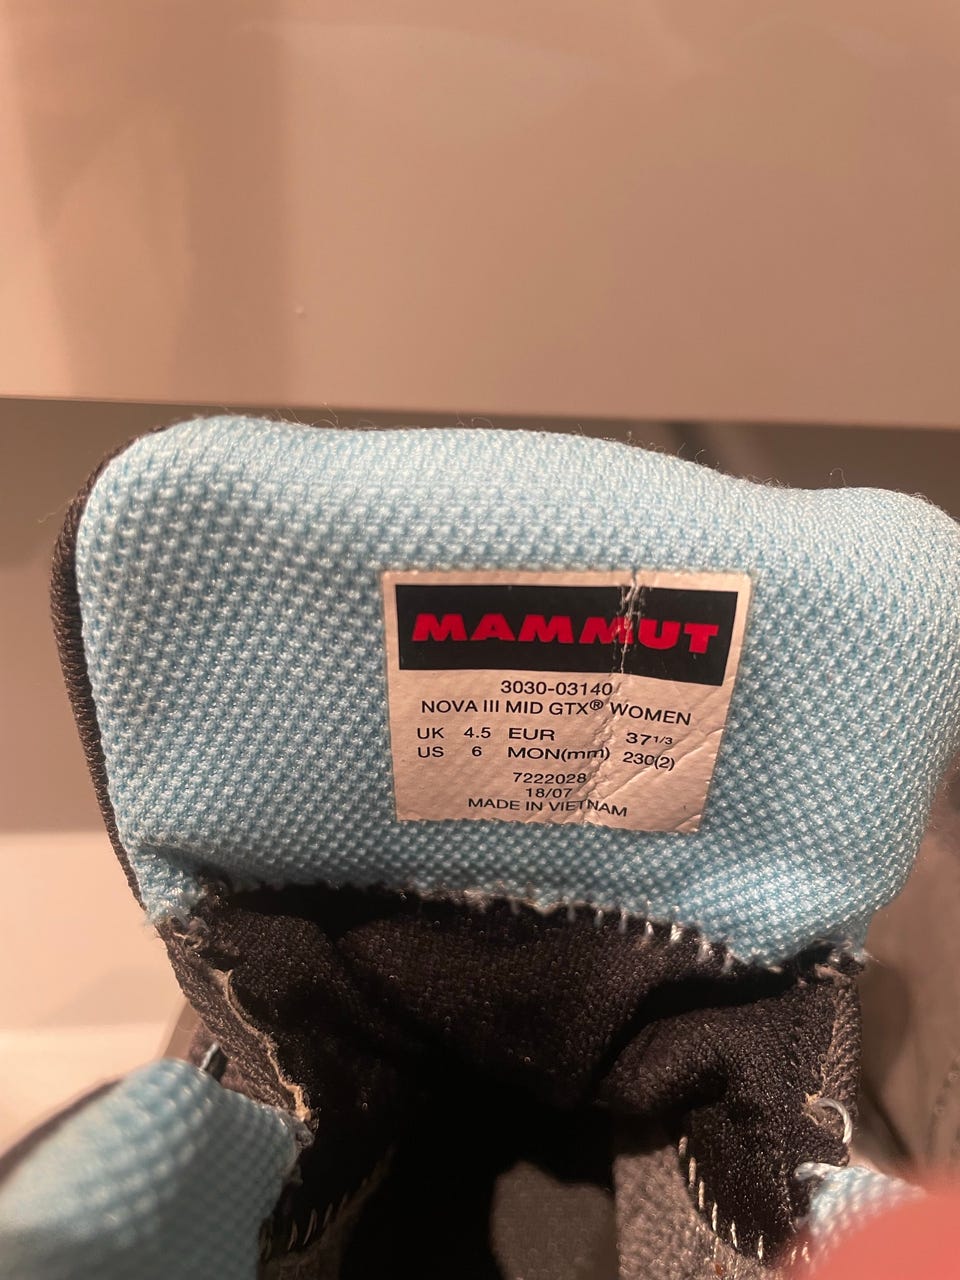 MAMMUT
3030-03140
NOVA III MID GTX® WOMEN
UK 4.5 EUR 37 1/3
US 6 MON(mm) 230(2)
7222028
18/07
MADE IN VIETNAM